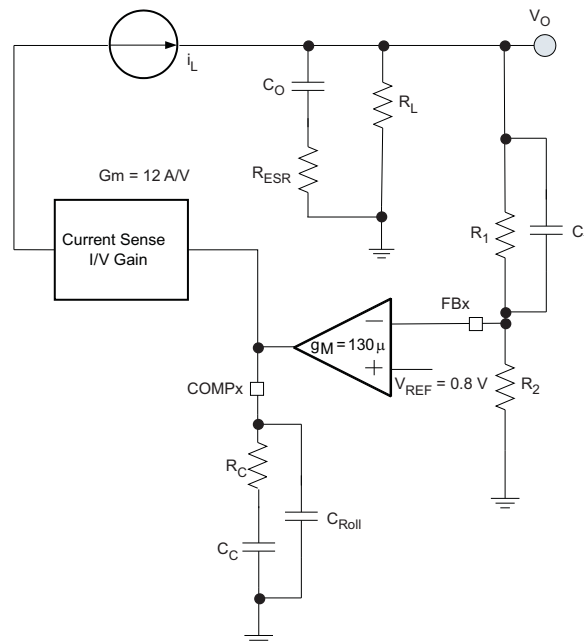 V_O
i_L
C_O
R_L
Gm = 12 A/V
R_ESR
Current Sense
I/V Gain
R_1
C
FBx
g_M = 130 µ
COMPx
V_REF = 0.8 V
R_2
R_C
C_Roll
C_C